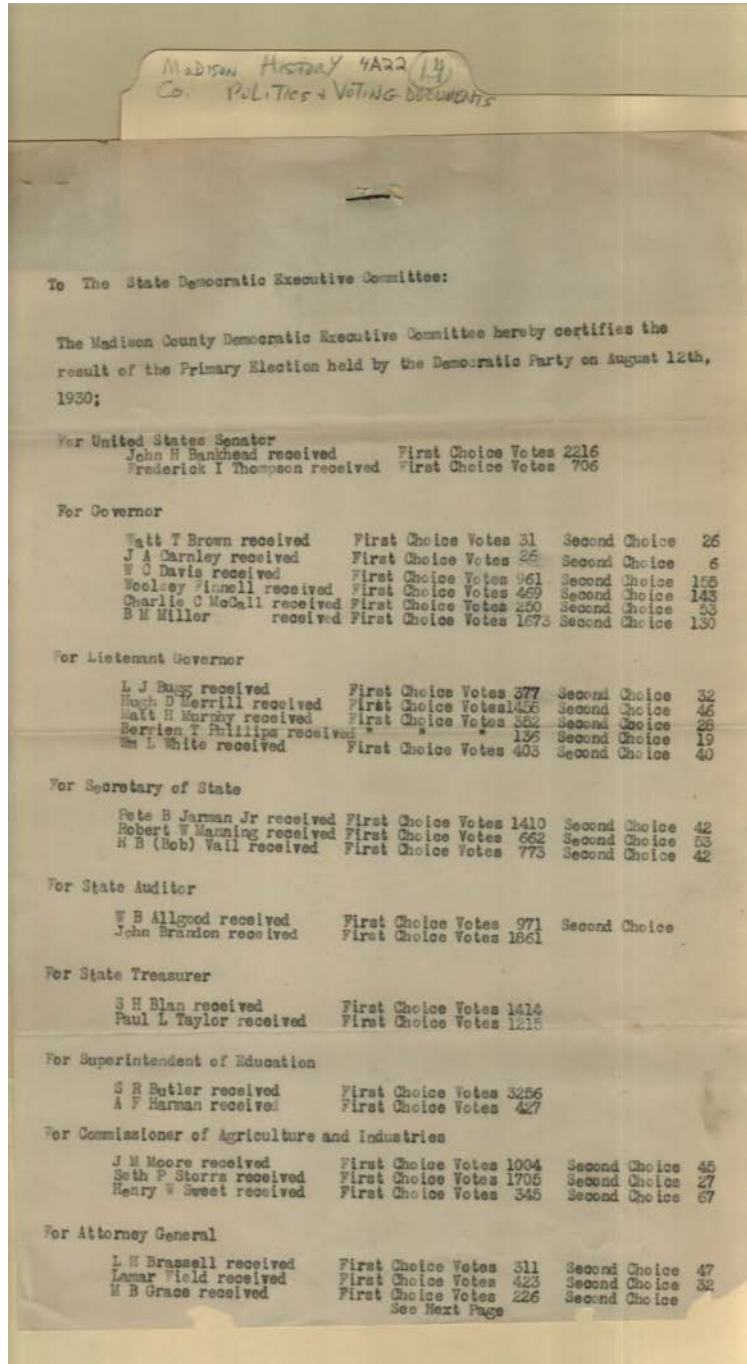 MADISON HISTORY 4A22 (14)
Co. POLITICS & VOTING DOCUMENTS
To The State Democratic Executive Committee:
The Madison County Democratic Executive Committee hereby certifies the
result of the Primary Election held by the Democratic Party on August 12th,
1930;
For United States Senator
John H Bankhead received First Choice Votes 2216
Frederick I Thompson received First Choice Votes 706
For Governor
Watt T Brown received First Choice Votes 31 Second Choice 26
J A Carnley received First Choice Votes 26 Second Choice 6
W C Davis received First Choice Votes 961 Second Choice 155
Woolsey Finnell received First Choice Votes 469 Second Choice 143
Charlie C McCall received First Choice Votes 250 Second Choice 53
B M Miller received First Choice Votes 1673 Second Choice 130
For Lietenant Governor
L J Bugg received First Choice Votes 377 Second Choice 32
Hugh D Merrill received First Choice Votes1456 Second Choice 46
Matt H Murphy received First Choice Votes 352 Second Choice 28
Berrien T Phillips received " " " 136 Second Choice 19
Wm L White received First Choice Votes 403 Second Choice 40
For Secretary of State
Pete B Jarman Jr received First Choice Votes 1410 Second Choice 42
Robert W Manning received First Choice Votes 662 Second Choice 53
H B (Bob) Vail received First Choice Votes 773 Second Choice 42
For State Auditor
W B Allgood received First Choice Votes 971 Second Choice
John Brandon received First Choice Votes 1861
For State Treasurer
S H Blan received First Choice Votes 1414
Paul L Taylor received First Choice Votes 1215
For Superintendent of Education
S R Butler received First Choice Votes 3256
A F Harman received First Choice Votes 427
For Commissioner of Agriculture and Industries
J M Moore received First Choice Votes 1004 Second Choice 45
Seth P Storrs received First Choice Votes 1705 Second Choice 27
Henry W Sweet received First Choice Votes 345 Second Choice 67
For Attorney General
L H Brassell received First Choice Votes 311 Second Choice 47
Lamar Field received First Choice Votes 423 Second Choice 32
M B Grace received First Choice Votes 226 Second Choice
See Next Page